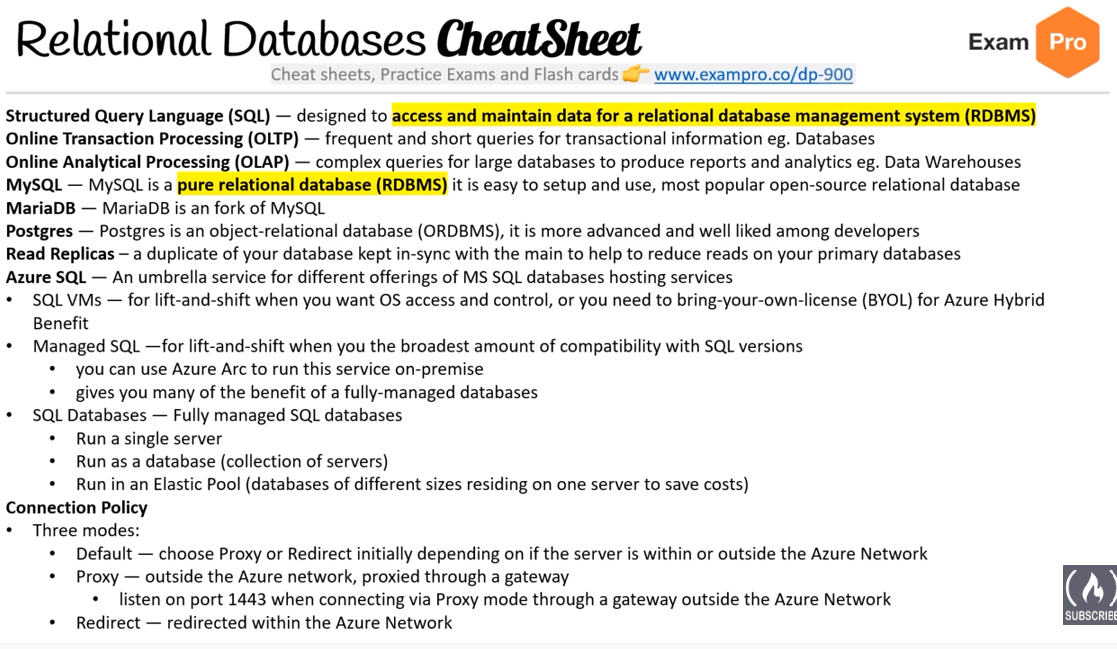 Relational Databases CheatSheet
Exam Pro
Cheat sheets, Practice Exams and Flash cards 👉 www.exampro.co/dp-900
Structured Query Language (SQL) — designed to access and maintain data for a relational database management system (RDBMS)
Online Transaction Processing (OLTP) — frequent and short queries for transactional information eg. Databases
Online Analytical Processing (OLAP) — complex queries for large databases to produce reports and analytics eg. Data Warehouses
MySQL — MySQL is a pure relational database (RDBMS) it is easy to setup and use, most popular open-source relational database
MariaDB — MariaDB is an fork of MySQL
Postgres — Postgres is an object-relational database (ORDBMS), it is more advanced and well liked among developers
Read Replicas – a duplicate of your database kept in-sync with the main to help to reduce reads on your primary databases
Azure SQL — An umbrella service for different offerings of MS SQL databases hosting services
• SQL VMs — for lift-and-shift when you want OS access and control, or you need to bring-your-own-license (BYOL) for Azure Hybrid
Benefit
• Managed SQL —for lift-and-shift when you the broadest amount of compatibility with SQL versions
• you can use Azure Arc to run this service on-premise
• gives you many of the benefit of a fully-managed databases
• SQL Databases — Fully managed SQL databases
• Run a single server
• Run as a database (collection of servers)
• Run in an Elastic Pool (databases of different sizes residing on one server to save costs)
Connection Policy
• Three modes:
• Default — choose Proxy or Redirect initially depending on if the server is within or outside the Azure Network
• Proxy — outside the Azure network, proxied through a gateway
• listen on port 1443 when connecting via Proxy mode through a gateway outside the Azure Network
• Redirect — redirected within the Azure Network
SUBSCRIBE